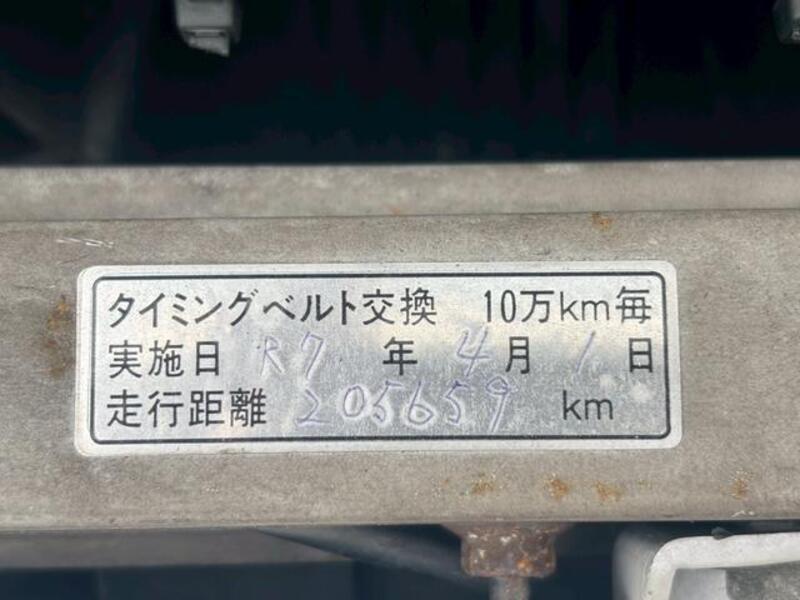 タイミングベルト交換 10万km毎
実施日 R7 年 4 月 1 日
走行距離 205659 km